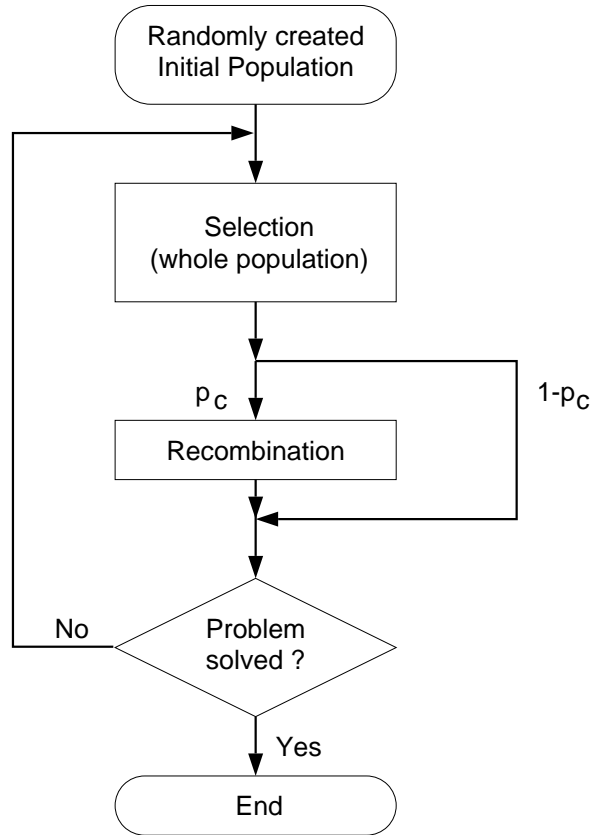 Randomly created
Initial Population
Selection
(whole population)
p_c
1-p_c
Recombination
No
Problem
solved ?
Yes
End